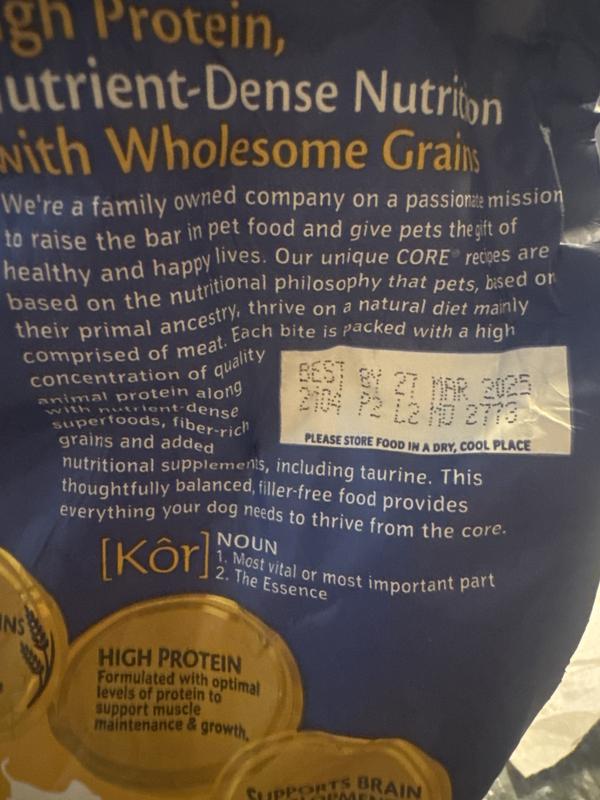 gh Protein,
utrient-Dense Nutrition
with Wholesome Grains
We're a family owned company on a passionate mission
to raise the bar in pet food and give pets the gift of
healthy and happy lives. Our unique CORE® recipes are
based on the nutritional philosophy that pets, based on
their primal ancestry, thrive on a natural diet mainly
comprised of meat. Each bite is packed with a high
concentration of quality
animal protein along
with nutrient-dense
superfoods, fiber-rich
grains and added
BEST BY 27 MAR 2025
2104 P2 L2 MD 2773
PLEASE STORE FOOD IN A DRY, COOL PLACE
nutritional supplements, including taurine. This
thoughtfully balanced, filler-free food provides
everything your dog needs to thrive from the core.
[Kôr] NOUN
1. Most vital or most important part
2. The Essence
INS
HIGH PROTEIN
Formulated with optimal
levels of protein to
support muscle
maintenance & growth.
SUPPORTS BRAIN